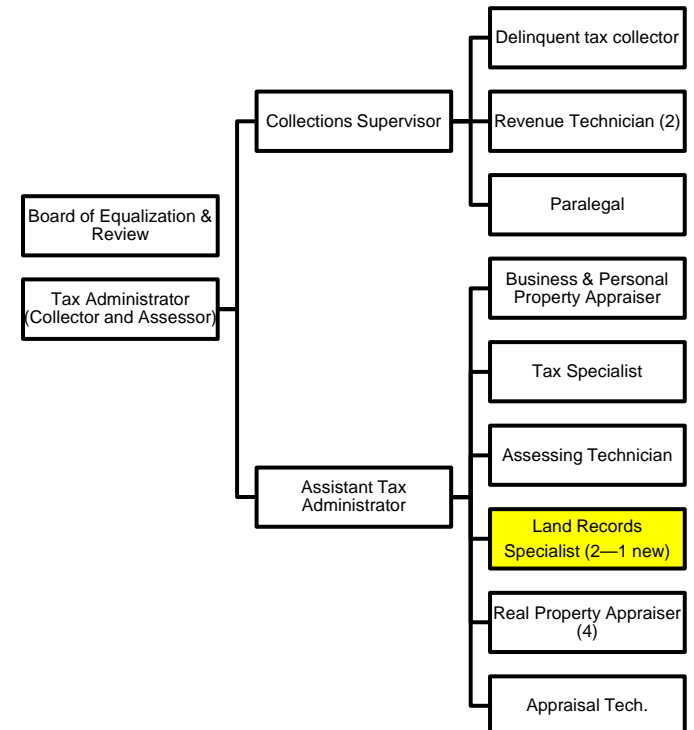 Delinquent tax collector
Collections Supervisor
Revenue Technician (2)
Paralegal
Board of Equalization &
Review
Tax Administrator
(Collector and Assessor)
Business & Personal
Property Appraiser
Tax Specialist
Assessing Technician
Assistant Tax
Administrator
Land Records
Specialist (2—1 new)
Real Property Appraiser
(4)
Appraisal Tech.